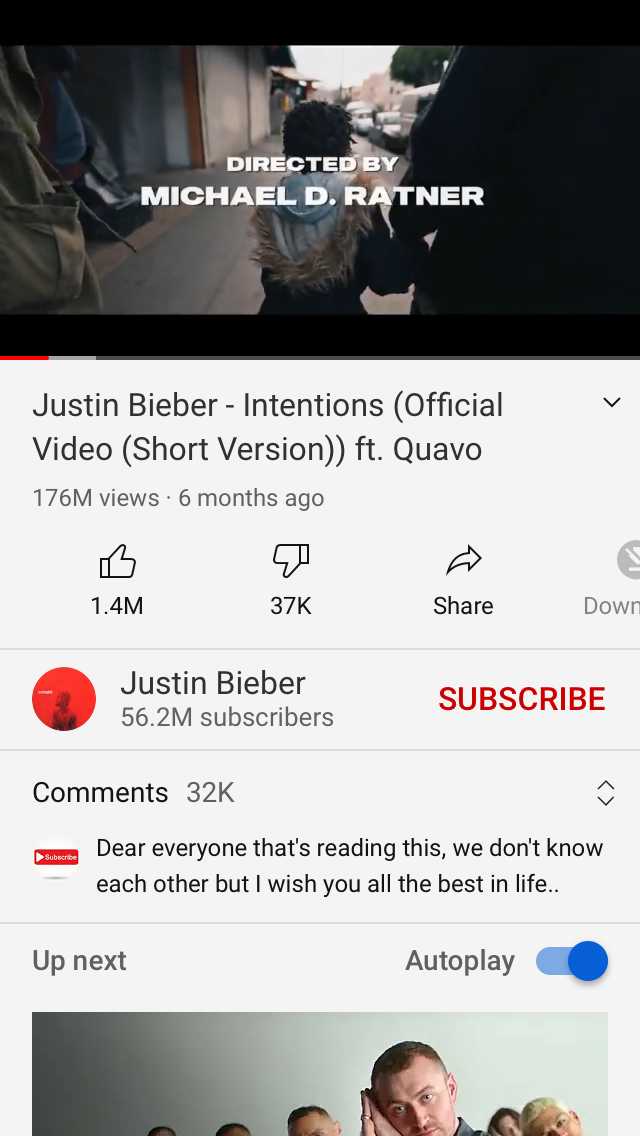 DIRECTED BY
MICHAEL D. RATNER
Justin Bieber - Intentions (Official
Video (Short Version)) ft. Quavo
176M views · 6 months ago
1.4M
37K
Share
Down
Justin Bieber
56.2M subscribers
SUBSCRIBE
Comments 32K
Subscribe
Dear everyone that's reading this, we don't know
each other but I wish you all the best in life..
Up next
Autoplay